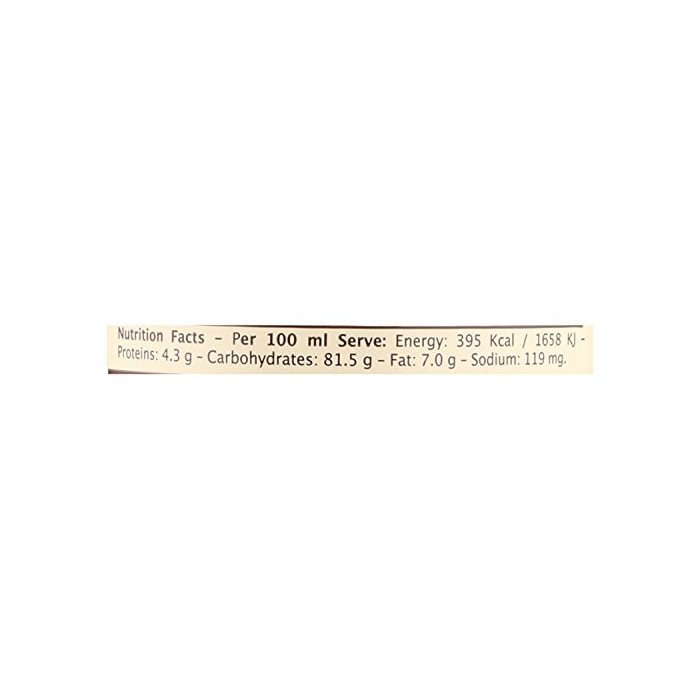 Nutrition Facts – Per 100 ml Serve: Energy: 395 Kcal / 1658 KJ -
Proteins: 4.3 g – Carbohydrates: 81.5 g – Fat: 7.0 g – Sodium: 119 mg.